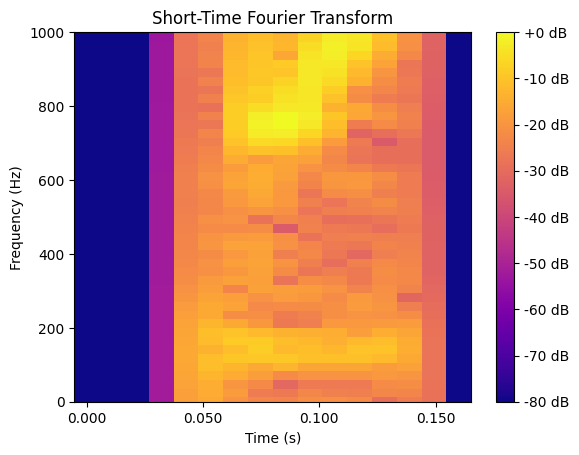 Short-Time Fourier Transform
1000
800
600
400
200
0
Frequency (Hz)
0.000
0.050
0.100
0.150
Time (s)
+0 dB
-10 dB
-20 dB
-30 dB
-40 dB
-50 dB
-60 dB
-70 dB
-80 dB